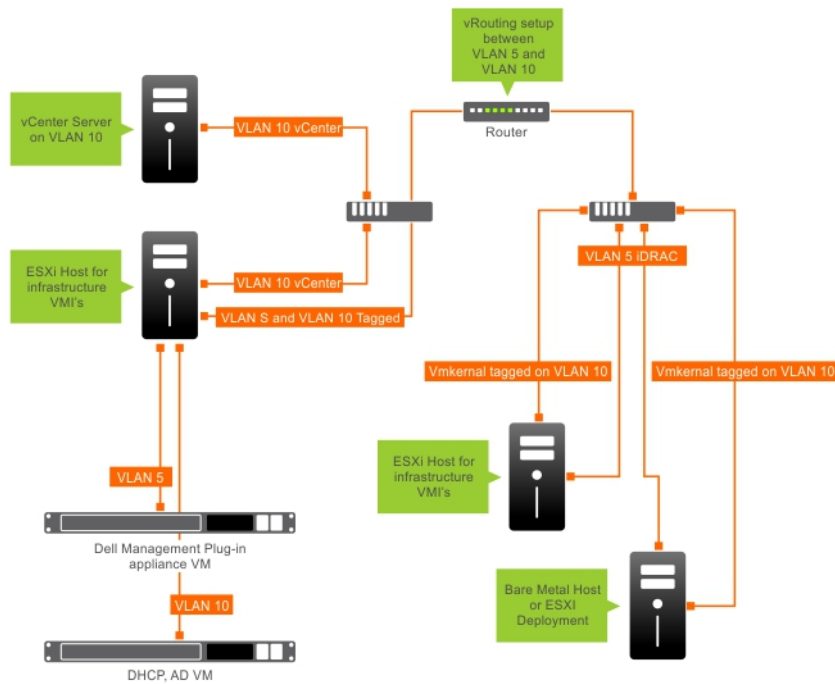 vRouting setup
between
VLAN 5 and
VLAN 10
vCenter Server
on VLAN 10
VLAN 10 vCenter
Router
ESXi Host for
infrastructure
VMI's
VLAN 10 vCenter
VLAN S and VLAN 10 Tagged
VLAN 5 iDRAC
Vmkernal tagged on VLAN 10
Vmkernal tagged on VLAN 10
VLAN 5
ESXi Host for
infrastructure
VMI's
Dell Management Plug-in
appliance VM
VLAN 10
Bare Metal Host
or ESXI
Deployment
DHCP, AD VM